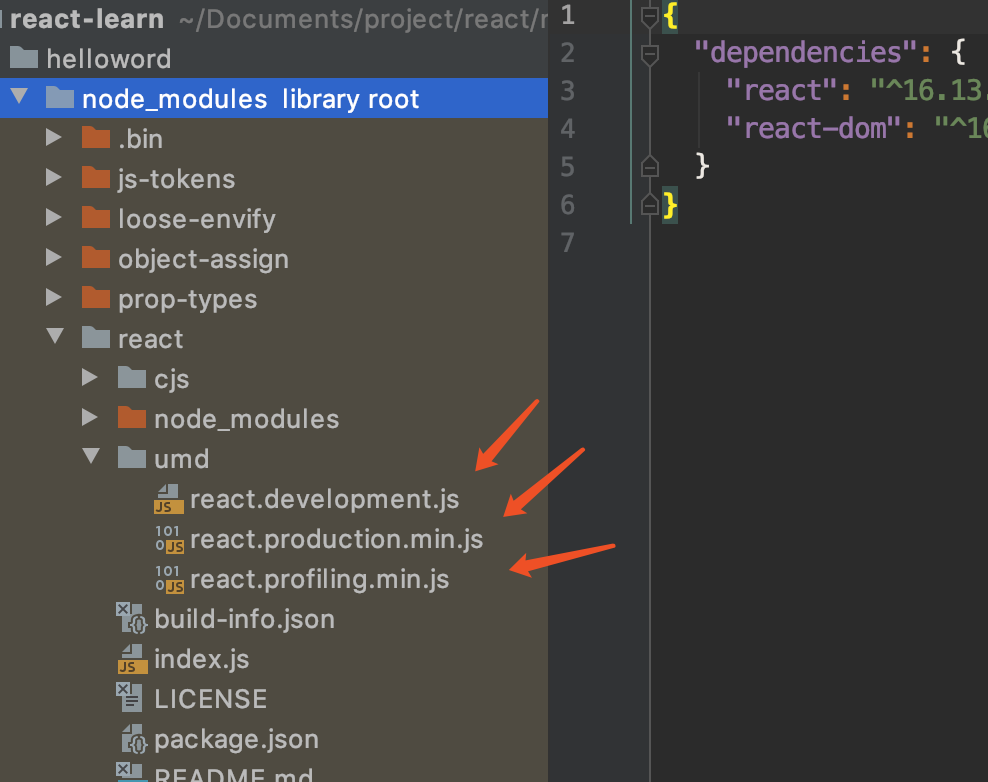 react-learn ~/Documents/project/react/r
helloword
node_modules library root
.bin
js-tokens
loose-envify
object-assign
prop-types
react
cjs
node_modules
umd
react.development.js
react.production.min.js
react.profiling.min.js
build-info.json
index.js
LICENSE
package.json
README.md
1 {
2 "dependencies": {
3 "react": "^16.13.
4 "react-dom": "^16
5 }
6 }
7